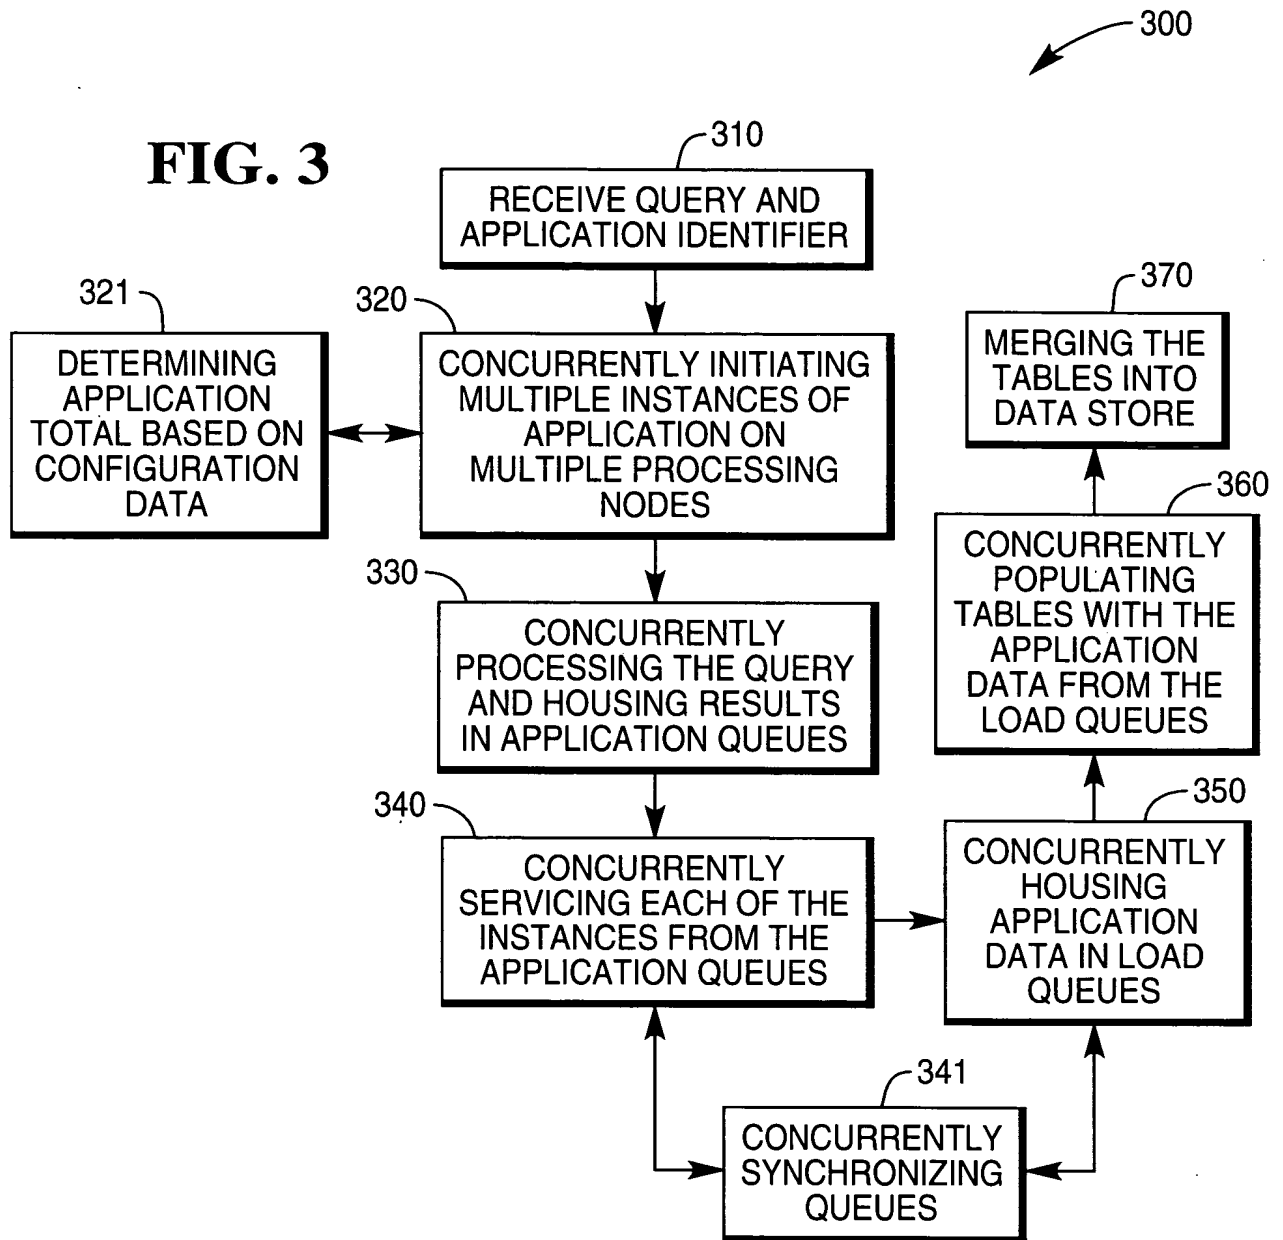 300
FIG. 3
310
RECEIVE QUERY AND
APPLICATION IDENTIFIER
321
DETERMINING
APPLICATION
TOTAL BASED ON
CONFIGURATION
DATA
320
CONCURRENTLY INITIATING
MULTIPLE INSTANCES OF
APPLICATION ON
MULTIPLE PROCESSING
NODES
330
CONCURRENTLY
PROCESSING THE QUERY
AND HOUSING RESULTS
IN APPLICATION QUEUES
340
CONCURRENTLY
SERVICING EACH OF THE
INSTANCES FROM THE
APPLICATION QUEUES
341
CONCURRENTLY
SYNCHRONIZING
QUEUES
350
CONCURRENTLY
HOUSING
APPLICATION
DATA IN LOAD
QUEUES
360
CONCURRENTLY
POPULATING
TABLES WITH THE
APPLICATION
DATA FROM THE
LOAD QUEUES
370
MERGING THE
TABLES INTO
DATA STORE